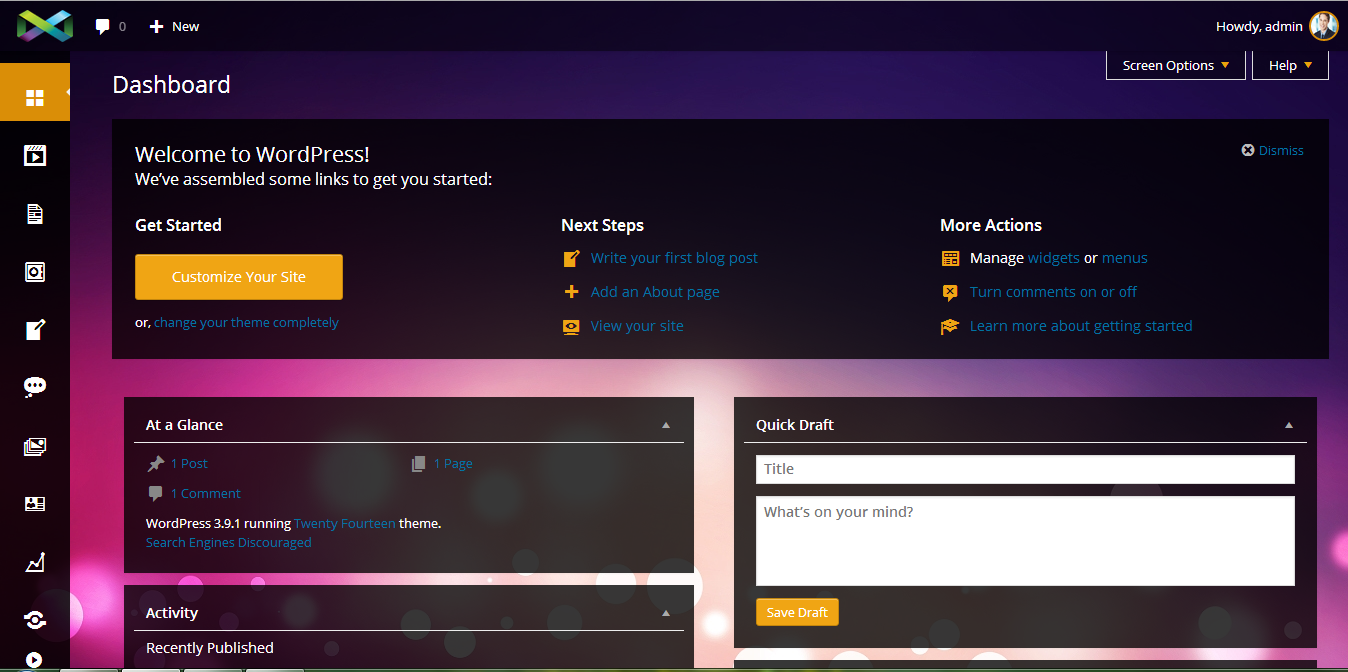 0 New Howdy, admin
Screen Options Help
Dashboard
Welcome to WordPress!
Dismiss
We've assembled some links to get you started:
Get Started
Customize Your Site
or, change your theme completely
Next Steps
Write your first blog post
Add an About page
View your site
More Actions
Manage widgets or menus
Turn comments on or off
Learn more about getting started
At a Glance
1 Post 1 Page
1 Comment
WordPress 3.9.1 running Twenty Fourteen theme.
Search Engines Discouraged
Activity
Recently Published
Quick Draft
Title
What's on your mind?
Save Draft